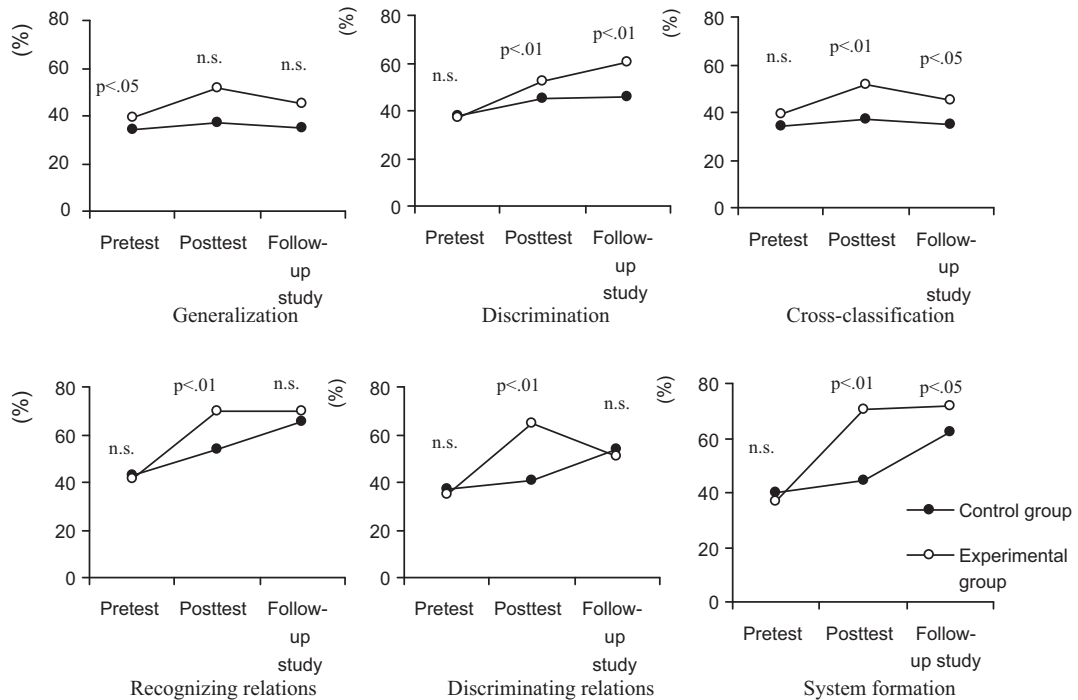 (%)
80
60
40
20
0
p<.05
n.s.
n.s.
Pretest
Posttest
Follow-
up
study
Generalization
(%)
80
60
40
20
0
n.s.
p<.01
p<.01
Pretest
Posttest
Follow-
up
study
Discrimination
(%)
80
60
40
20
0
n.s.
p<.01
p<.05
Pretest
Posttest
Follow-
up
study
Cross-classification
(%)
80
60
40
20
0
n.s.
p<.01
n.s.
Pretest
Posttest
Follow-
up
study
Recognizing relations
(%)
80
60
40
20
0
n.s.
p<.01
n.s.
Pretest
Posttest
Follow-
up
study
Discriminating relations
(%)
80
60
40
20
0
n.s.
p<.01
p<.05
Control group
Experimental
group
Pretest
Posttest
Follow-
up study
System formation